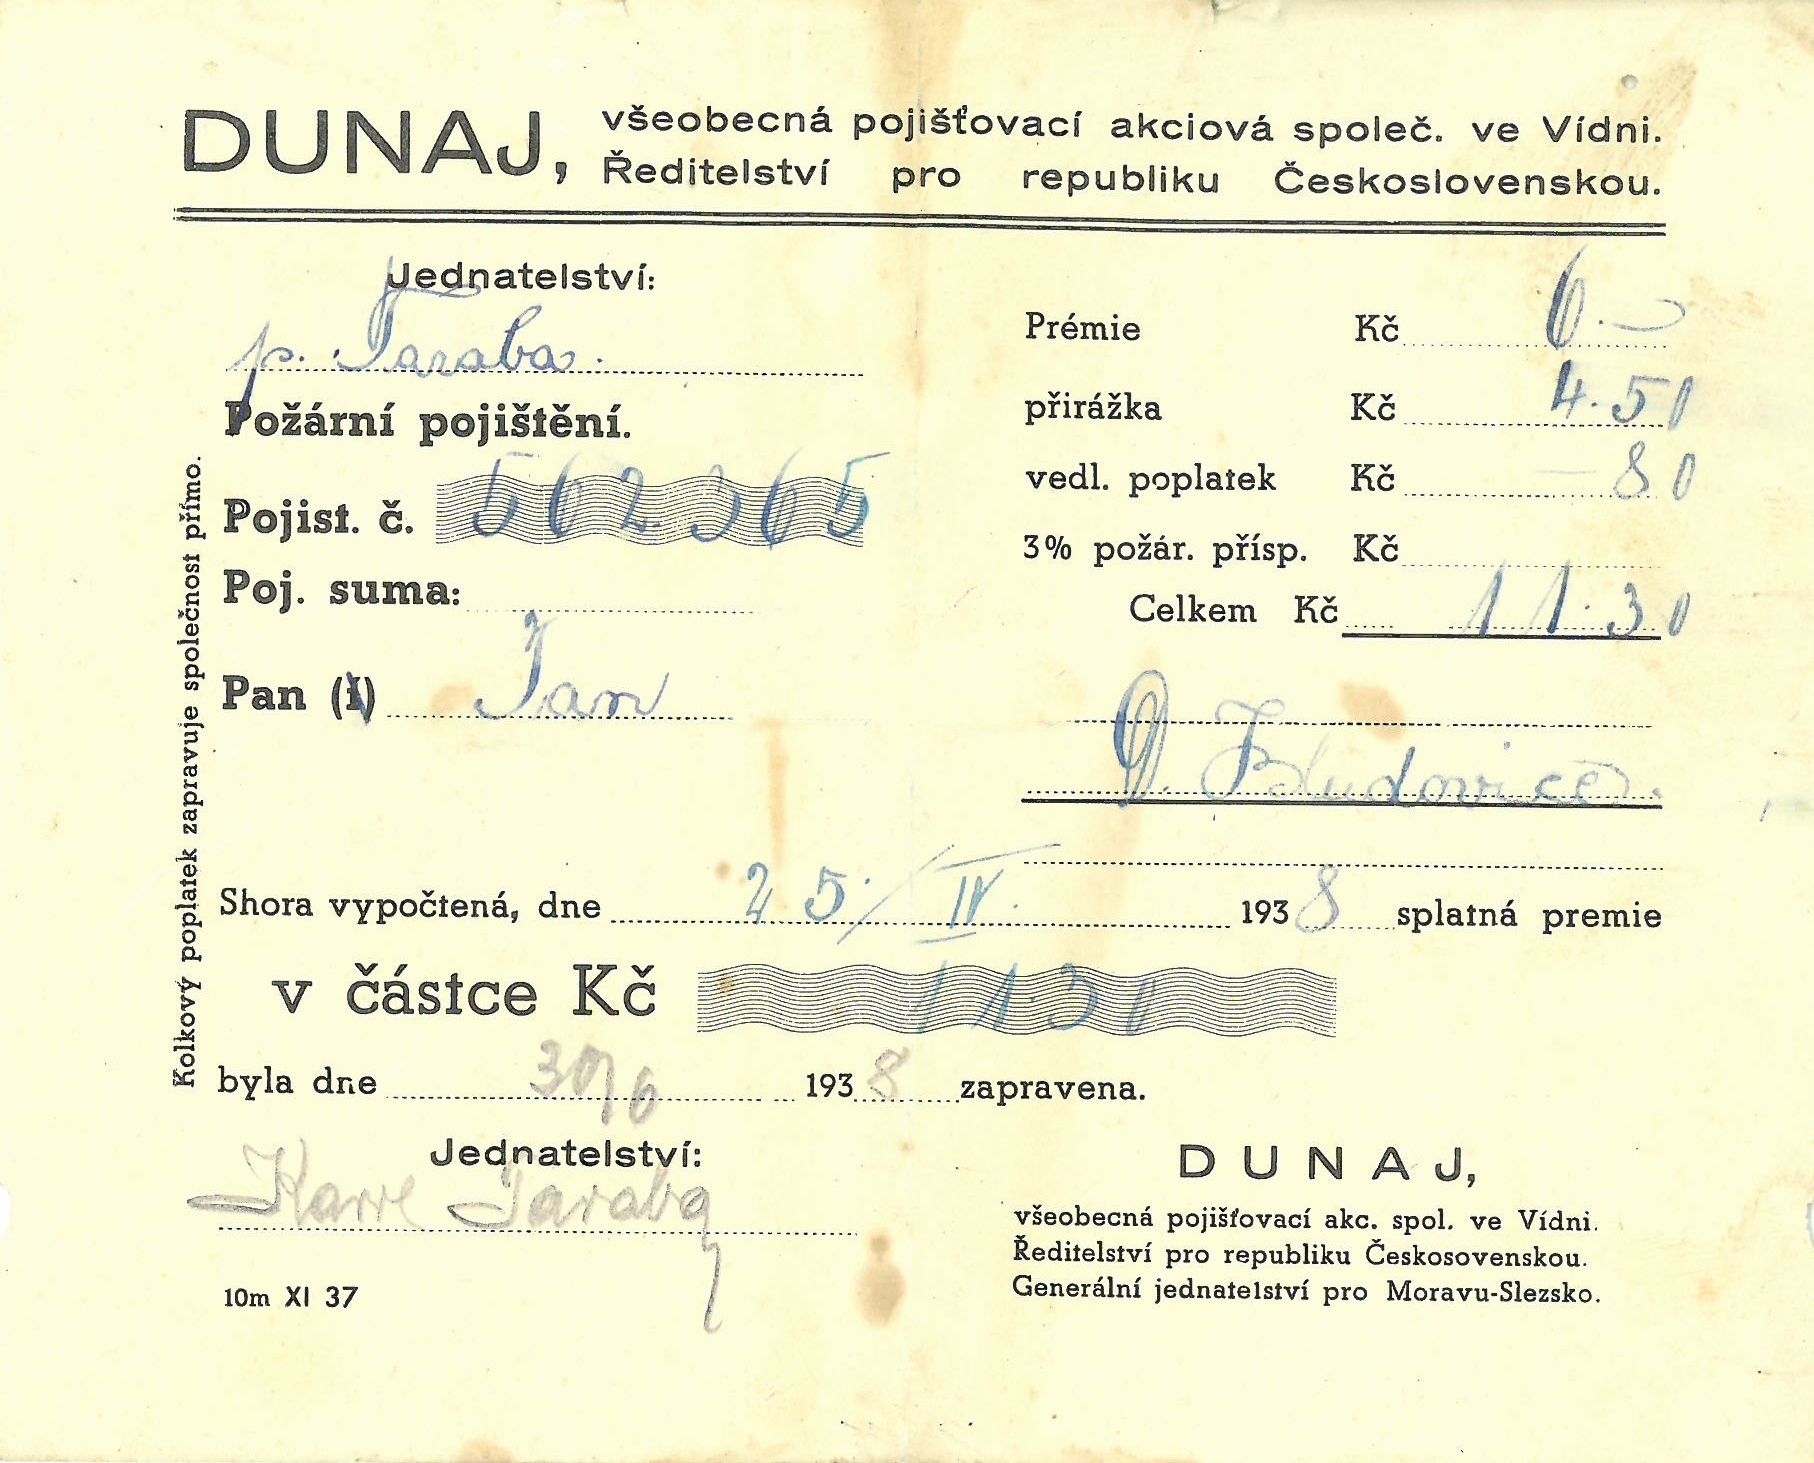 DUNAJ, všeobecná pojišťovací akciová společ. ve Vídni.
Ředitelství pro republiku Československou.
Jednatelství:
p. Taraba.
Požární pojištění.
Pojist. č. 562.365
Poj. suma:
Pan (í) Jan
Kolkový poplatek zapravuje společnost přímo.
Prémie Kč 6.-
přirážka Kč 4.50
vedl. poplatek Kč -80
3% požár. přísp. Kč
Celkem Kč 11.30
D. Bludovice.
Shora vypočtená, dne 25./IV. 1938 splatná premie
v částce Kč 11.30
byla dne 30/6 1938 zapravena.
Jednatelství:
Karel Taraba
10m XI 37
DUNAJ,
všeobecná pojišťovací akc. spol. ve Vídni.
Ředitelství pro republiku Českosovenskou.
Generální jednatelství pro Moravu-Slezsko.